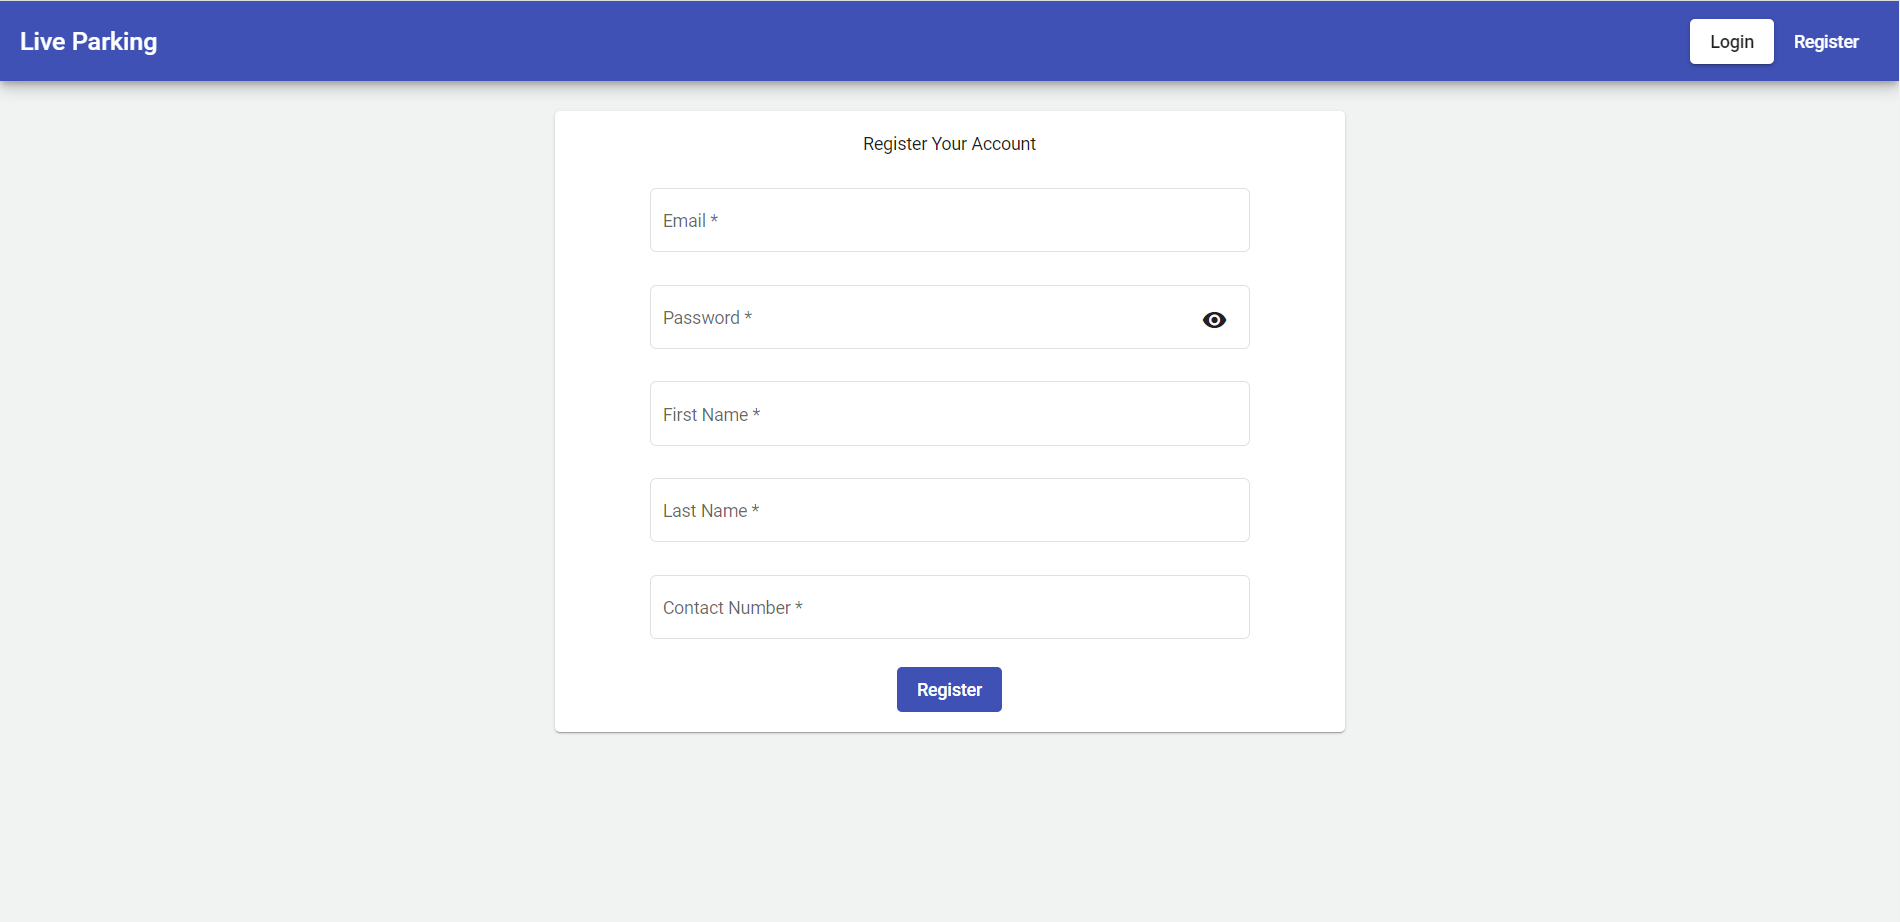 Live Parking
Login
Register
Register Your Account
Email *
Password *
First Name *
Last Name *
Contact Number *
Register